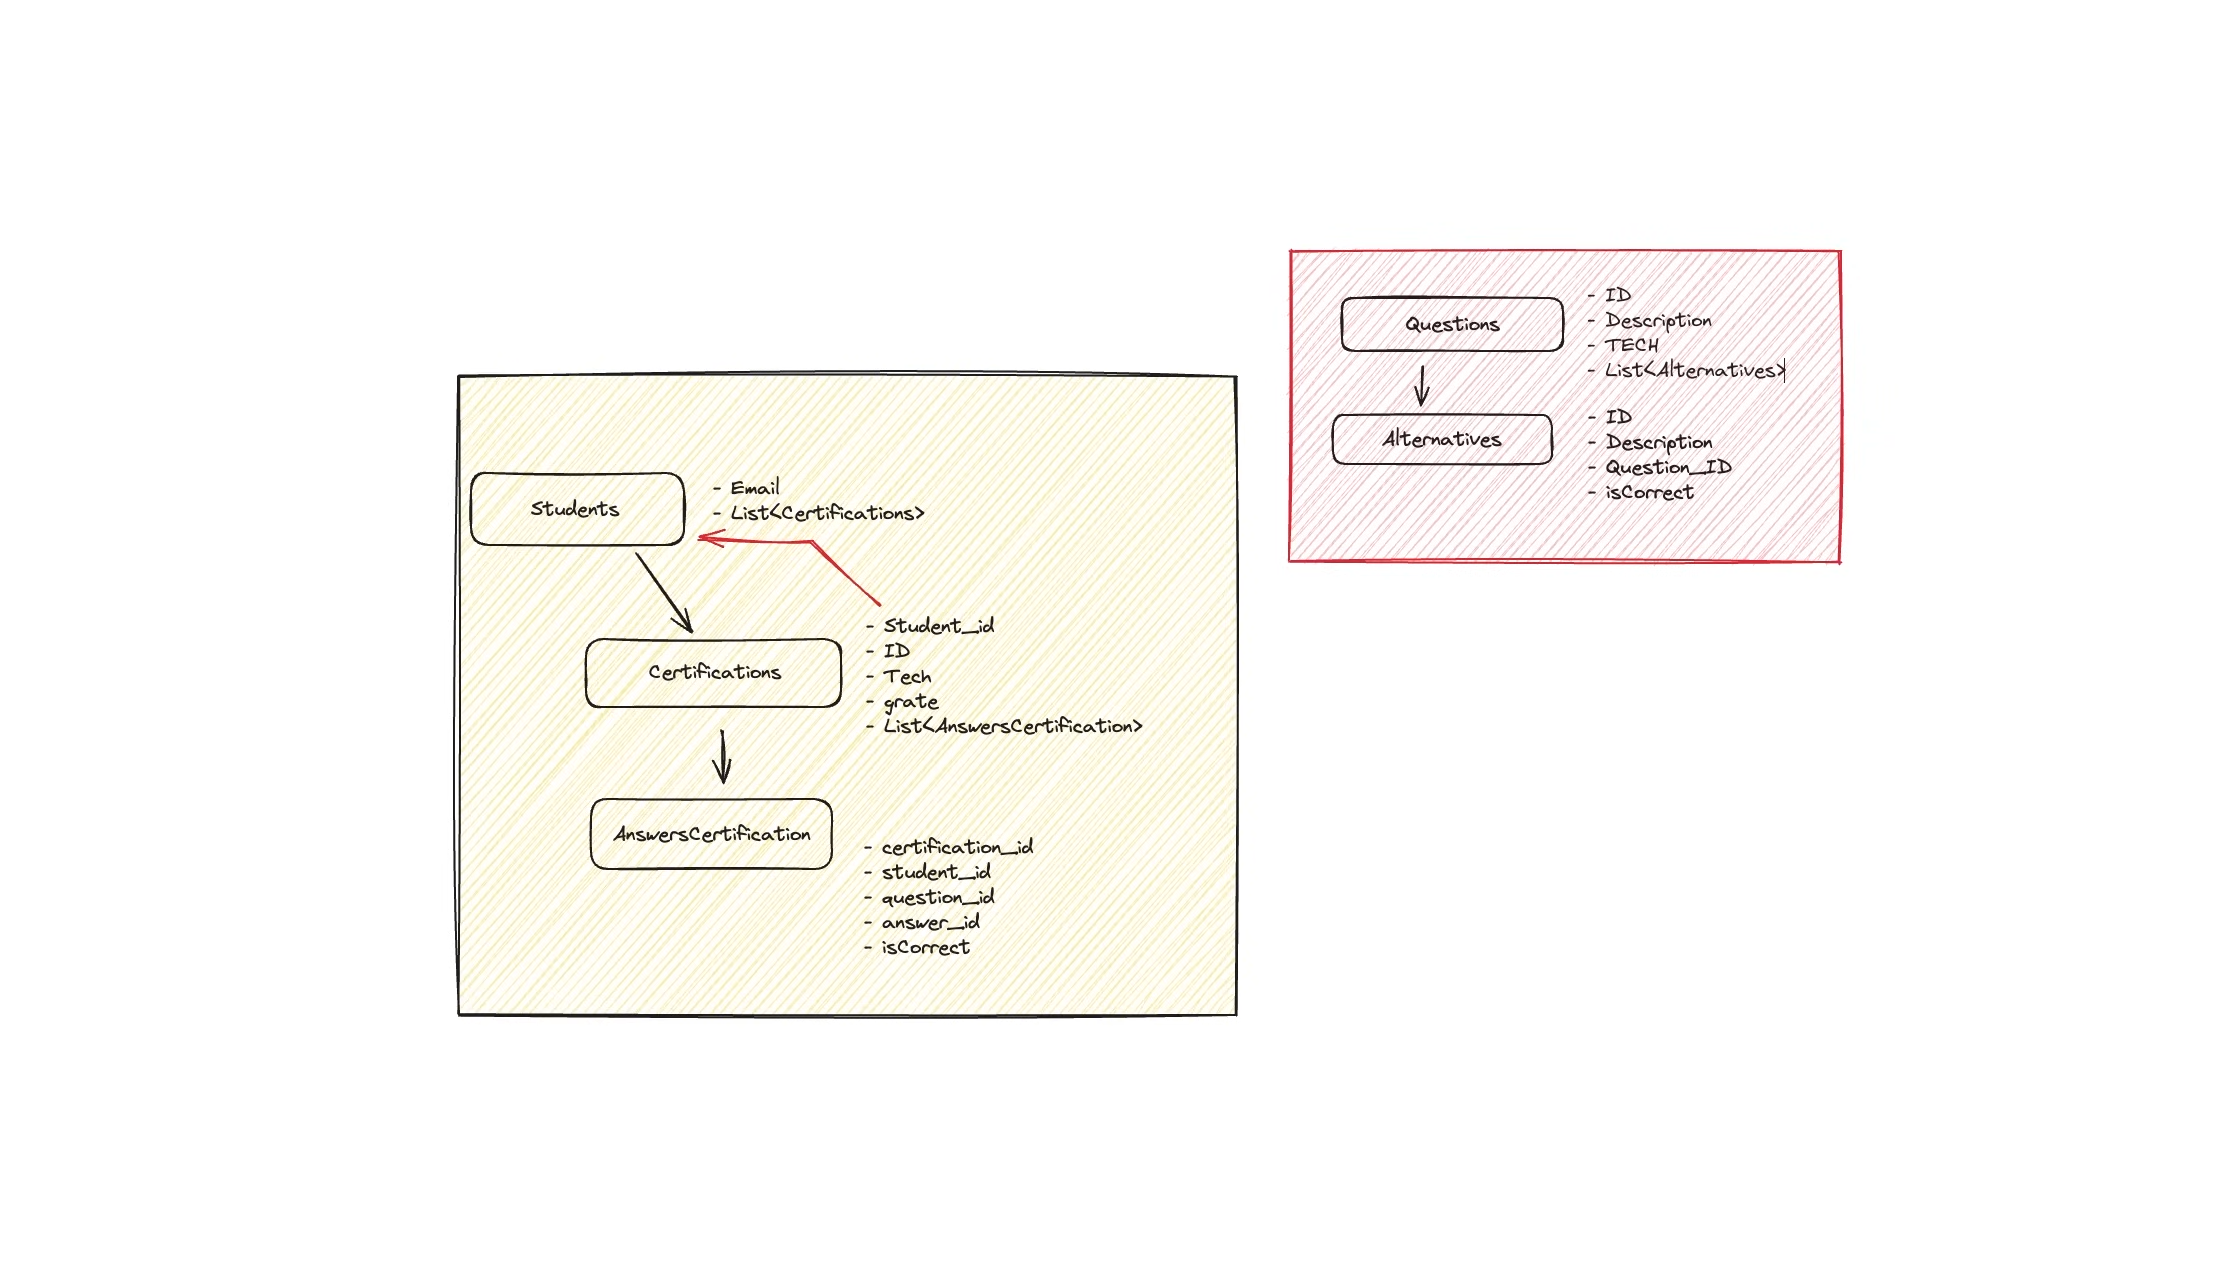 Students
- Email
- List<Certifications>
Certifications
- Student_id
- ID
- Tech
- grate
- List<AnswersCertification>
AnswersCertification
- certification_id
- student_id
- question_id
- answer_id
- isCorrect
Questions
- ID
- Description
- TECH
- List<Alternatives>
Alternatives
- ID
- Description
- Question_ID
- isCorrect